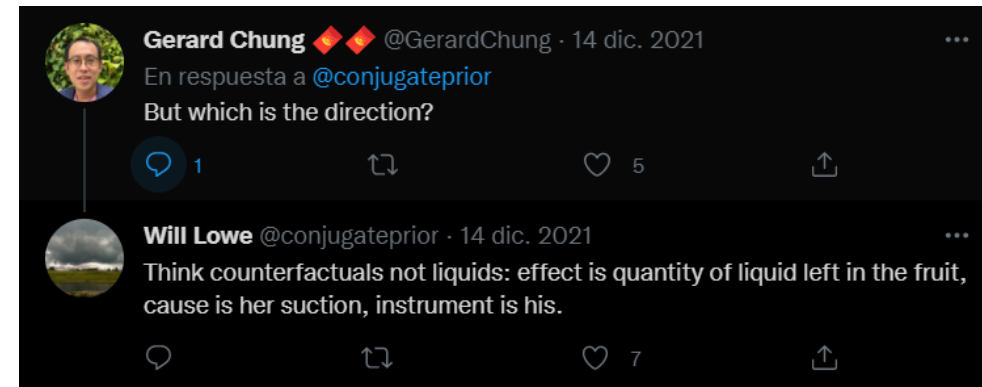 Gerard Chung 🧧🧧 @GerardChung · 14 dic. 2021
En respuesta a @conjugateprior
But which is the direction?
1 5
Will Lowe @conjugateprior · 14 dic. 2021
Think counterfactuals not liquids: effect is quantity of liquid left in the fruit,
cause is her suction, instrument is his.
7